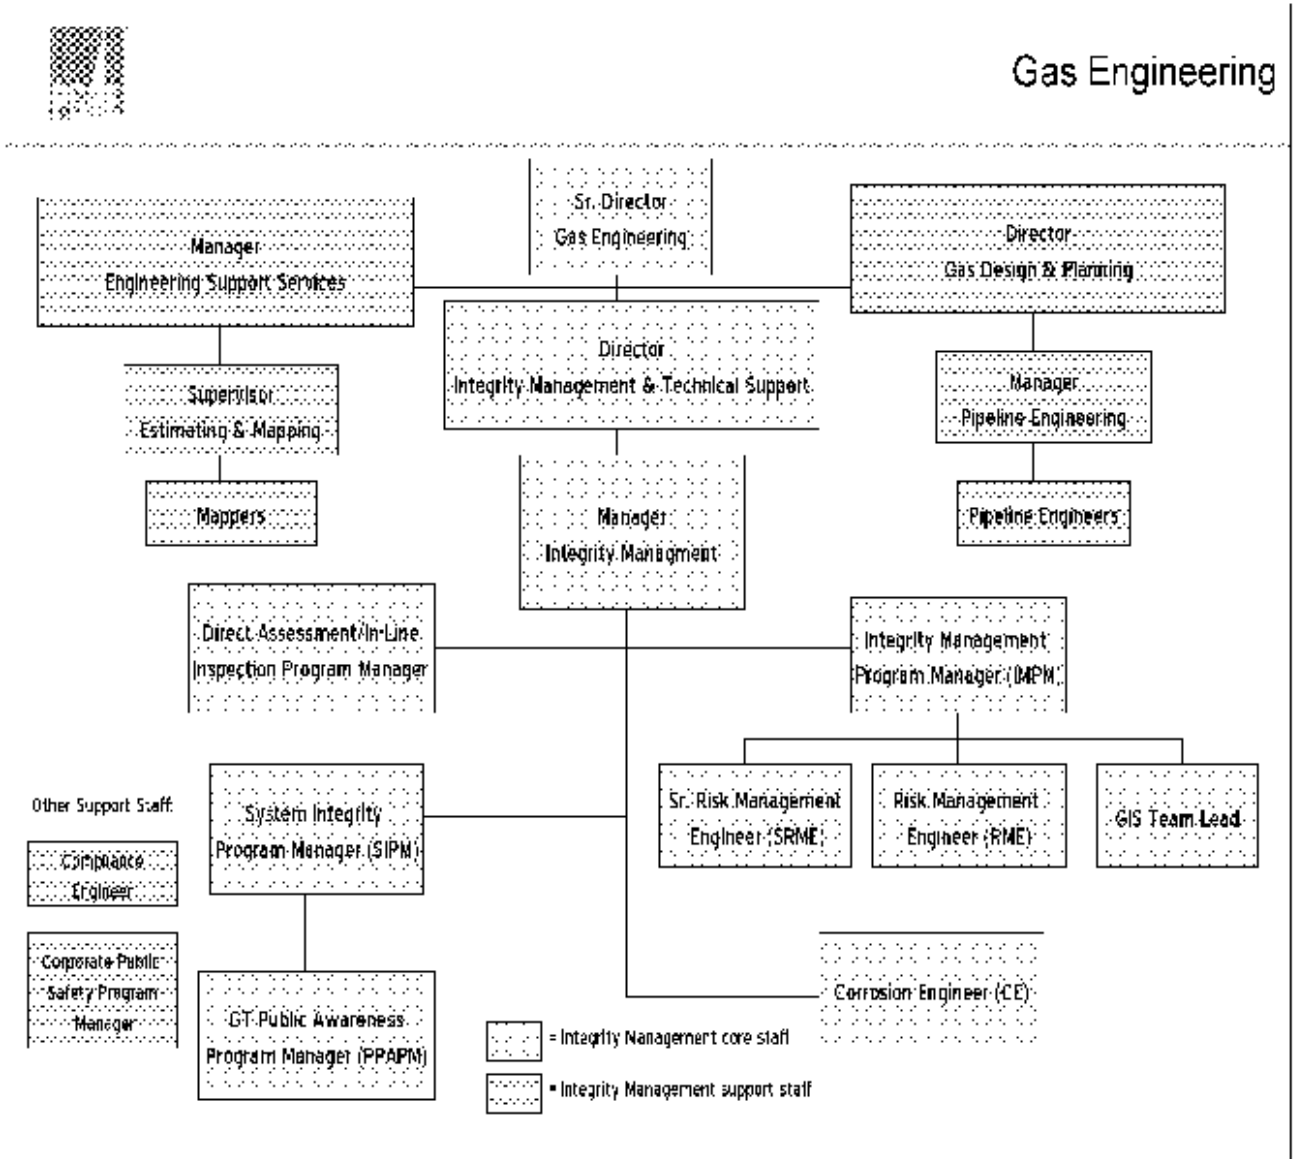 Gas Engineering
Sr. Director
Gas Engineering
Manager
Engineering Support Services
Director
Gas Design & Planning
Director
Integrity Management & Technical Support
Supervisor
Estimating & Mapping
Manager
Pipeline Engineering
Mappers
Manager
Integrity Managment
Pipeline Engineers
Direct Assessment/In-Line
Inspection Program Manager
Integrity Management
Program Manager (IMPM)
System Integrity
Program Manager (SIPM)
Sr. Risk Management
Engineer (SRME)
Risk Management
Engineer (RME)
GIS Team Lead
Other Support Staff:
Compliance
Engineer
Corporate Public
Safety Program
Manager
GT Public Awareness
Program Manager (PPAPM)
Corrosion Engineer (CE)
= Integrity Management core staff
= Integrity Management support staff